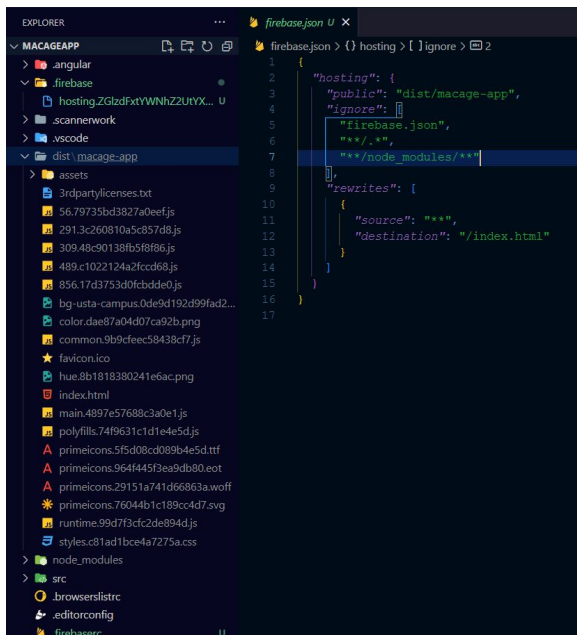 EXPLORER
MACAGEAPP
.angular
.firebase
hosting.ZGlzdFxtYWNhZ2UtYX... U
.scannerwork
.vscode
dist \ macage-app
assets
3rdpartylicenses.txt
56.79735bd3827a0eef.js
291.3c260810a5c857d8.js
309.48c90138fb5f8f86.js
489.c1022124a2fccd68.js
856.17d3753d0fcbdde0.js
bg-usta-campus.0de9d192d99fad2...
color.dae87a04d07ca92b.png
common.9b9cfeec58438cf7.js
favicon.ico
hue.8b1818380241e6ac.png
index.html
main.4897e57688c3a0e1.js
polyfills.74f9631c1d1e4e5d.js
primeicons.5f5d08cd089b4e5d.ttf
primeicons.964f445f3ea9db80.eot
primeicons.29151a741d66863a.woff
primeicons.76044b1c189cc4d7.svg
runtime.99d7f3cfc2de894d.js
styles.c81ad1bce4a7275a.css
node_modules
src
.browserslistrc
.editorconfig
.firebaserc U
firebase.json U
firebase.json > {} hosting > [ ] ignore > 2
1 {
2 "hosting": {
3 "public": "dist/macage-app",
4 "ignore": [
5 "firebase.json",
6 "**/.*",
7 "**/node_modules/**"
8 ],
9 "rewrites": [
10 {
11 "source": "**",
12 "destination": "/index.html"
13 }
14 ]
15 }
16 }
17